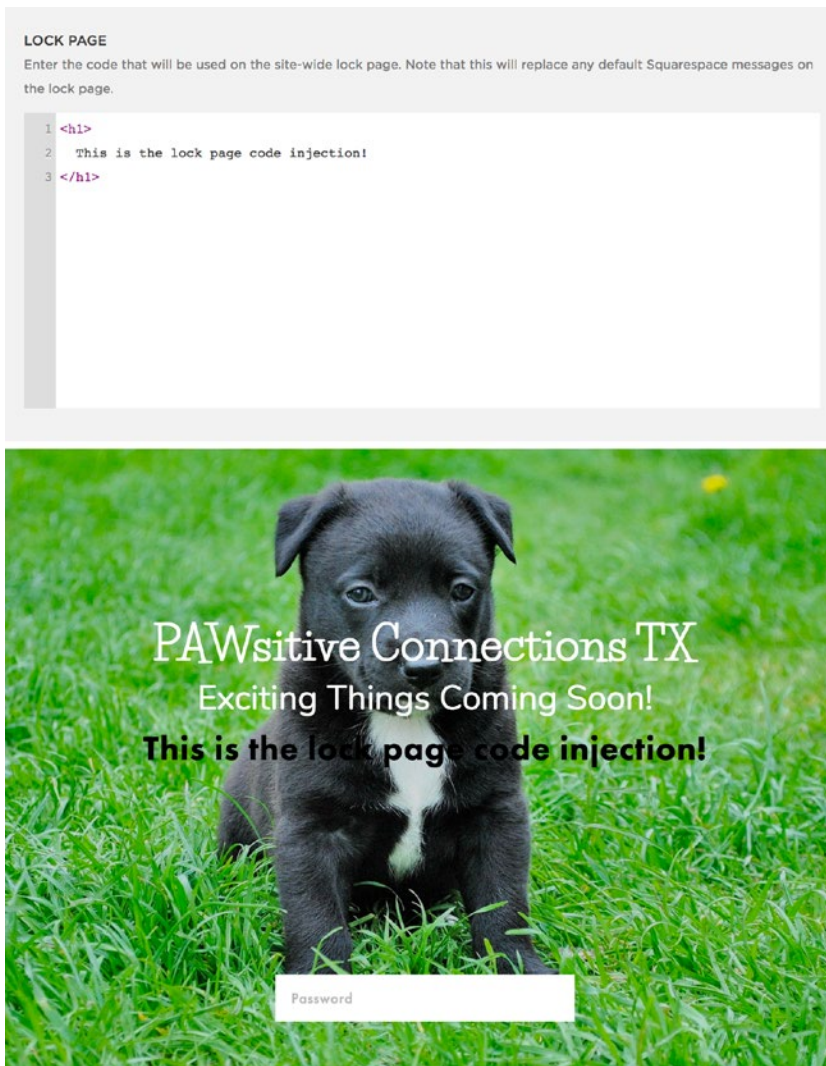 LOCK PAGE
Enter the code that will be used on the site-wide lock page. Note that this will replace any default Squarespace messages on
the lock page.
1 <h1>
2 This is the lock page code injection!
3 </h1>
PAWsitive Connections TX
Exciting Things Coming Soon!
This is the lock page code injection!
Password